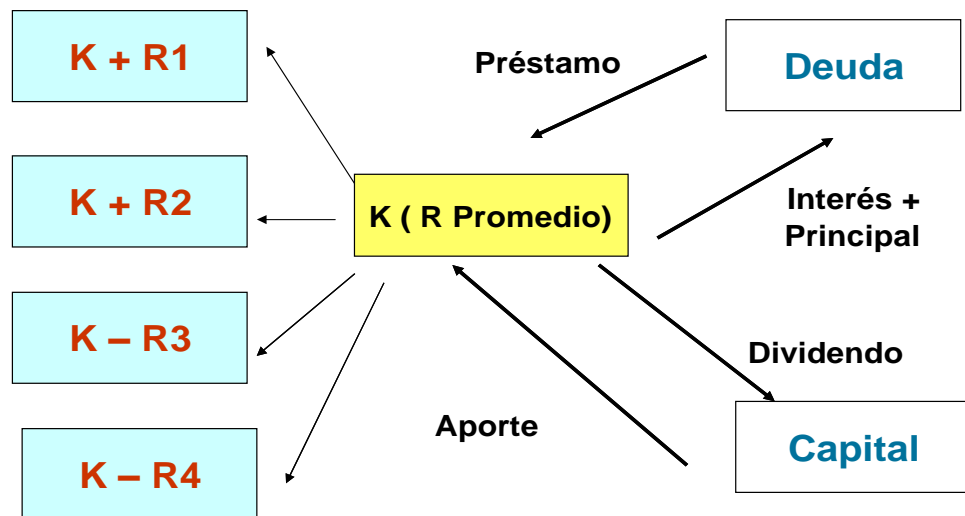 K + R1
K + R2
K – R3
K – R4
K ( R Promedio)
Préstamo
Deuda
Interés +
Principal
Dividendo
Aporte
Capital